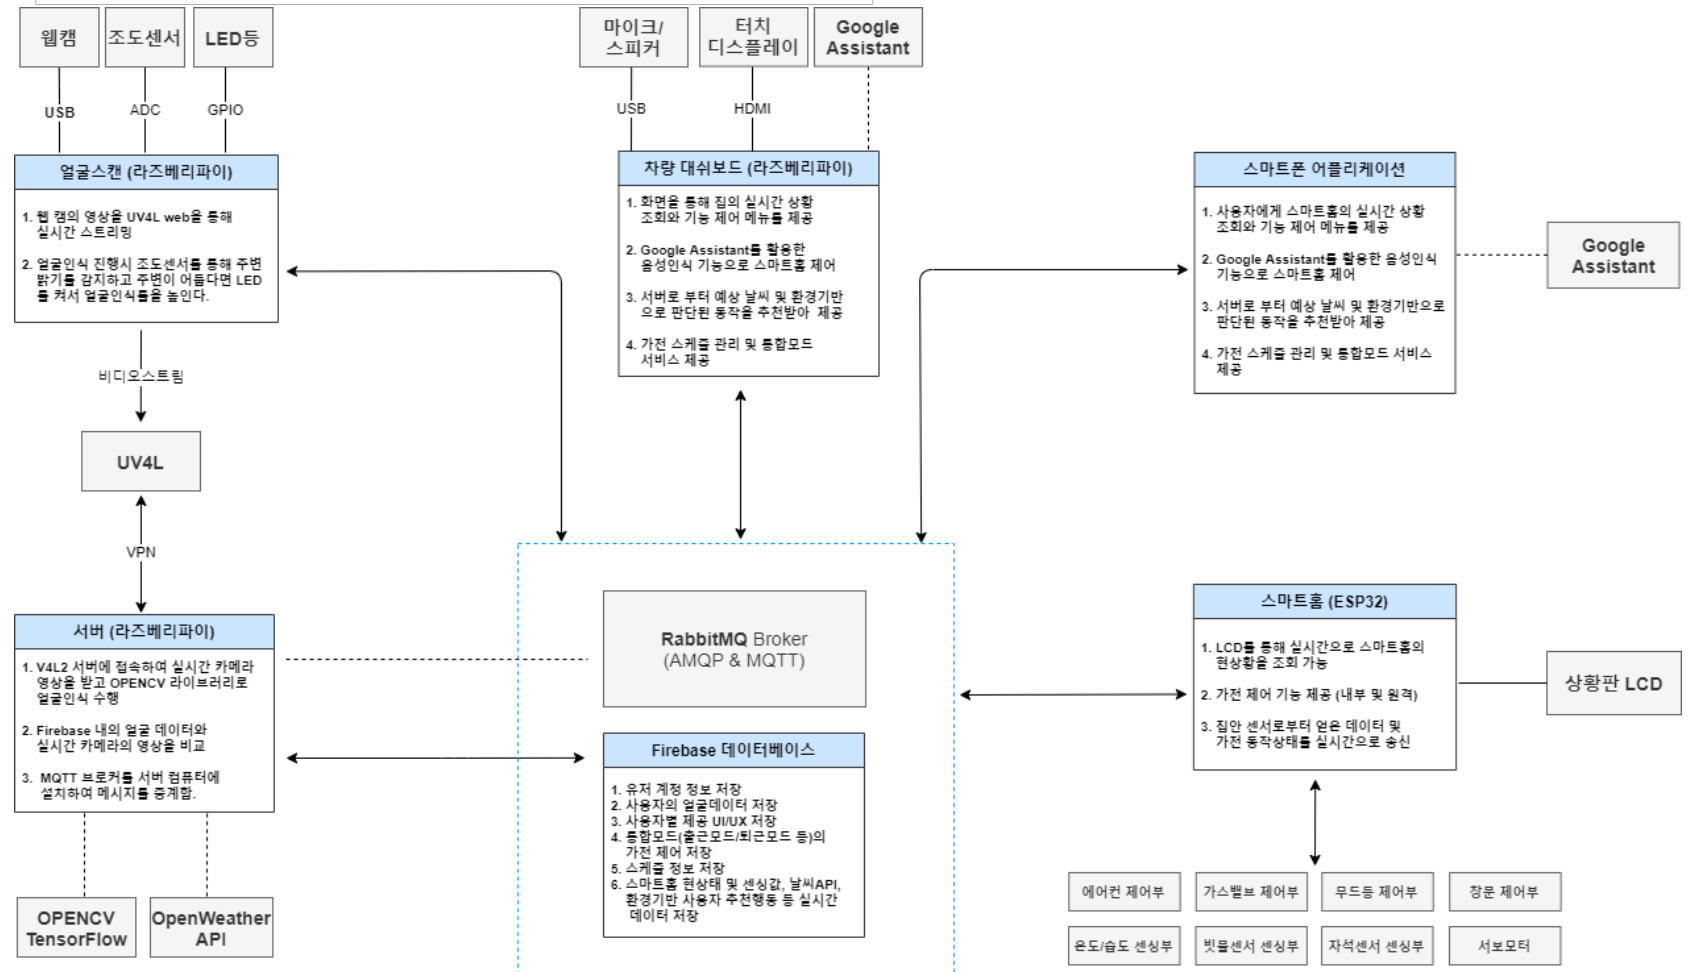 웹캠
조도센서
LED등
마이크/
스피커
터치
디스플레이
Google
Assistant
USB
ADC
GPIO
USB
HDMI
얼굴스캔 (라즈베리파이)
1. 웹 캠의 영상을 UV4L web을 통해
실시간 스트리밍
2. 얼굴인식 진행시 조도센서를 통해 주변
밝기를 감지하고 주변이 어둡다면 LED
를 켜서 얼굴인식률을 높인다.
차량 대쉬보드 (라즈베리파이)
1. 화면을 통해 집의 실시간 상황
조회와 기능 제어 메뉴를 제공
2. Google Assistant를 활용한
음성인식 기능으로 스마트홈 제어
3. 서버로 부터 예상 날씨 및 환경기반
으로 판단된 동작을 추천받아 제공
4. 가전 스케줄 관리 및 통합모드
서비스 제공
스마트폰 어플리케이션
1. 사용자에게 스마트홈의 실시간 상황
조회와 기능 제어 메뉴를 제공
2. Google Assistant를 활용한 음성인식
기능으로 스마트홈 제어
3. 서버로 부터 예상 날씨 및 환경기반으로
판단된 동작을 추천받아 제공
4. 가전 스케줄 관리 및 통합모드 서비스
제공
Google
Assistant
비디오스트림
UV4L
VPN
서버 (라즈베리파이)
1. V4L2 서버에 접속하여 실시간 카메라
영상을 받고 OPENCV 라이브러리로
얼굴인식 수행
2. Firebase 내의 얼굴 데이터와
실시간 카메라의 영상을 비교
3. MQTT 브로커를 서버 컴퓨터에
설치하여 메시지를 중계함.
OPENCV
TensorFlow
OpenWeather
API
RabbitMQ Broker
(AMQP & MQTT)
Firebase 데이터베이스
1. 유저 계정 정보 저장
2. 사용자의 얼굴데이터 저장
3. 사용자별 제공 UI/UX 저장
4. 통합모드(출근모드/퇴근모드 등)의
가전 제어 저장
5. 스케줄 정보 저장
6. 스마트홈 현상태 및 센싱값, 날씨API,
환경기반 사용자 추천행동 등 실시간
데이터 저장
스마트홈 (ESP32)
1. LCD를 통해 실시간으로 스마트홈의
현상황을 조회 가능
2. 가전 제어 기능 제공 (내부 및 원격)
3. 집안 센서로부터 얻은 데이터 및
가전 동작상태를 실시간으로 송신
상황판 LCD
에어컨 제어부
가스밸브 제어부
무드등 제어부
창문 제어부
온도/습도 센싱부
빗물센서 센싱부
자석센서 센싱부
서보모터